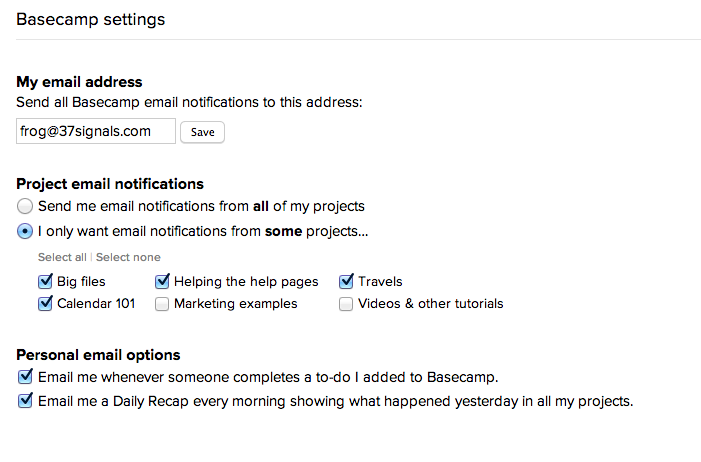 Basecamp settings
My email address
Send all Basecamp email notifications to this address:
frog@37signals.com Save
Project email notifications
Send me email notifications from all of my projects
I only want email notifications from some projects...
Select all | Select none
Big files Helping the help pages Travels
Calendar 101 Marketing examples Videos & other tutorials
Personal email options
Email me whenever someone completes a to-do I added to Basecamp.
Email me a Daily Recap every morning showing what happened yesterday in all my projects.